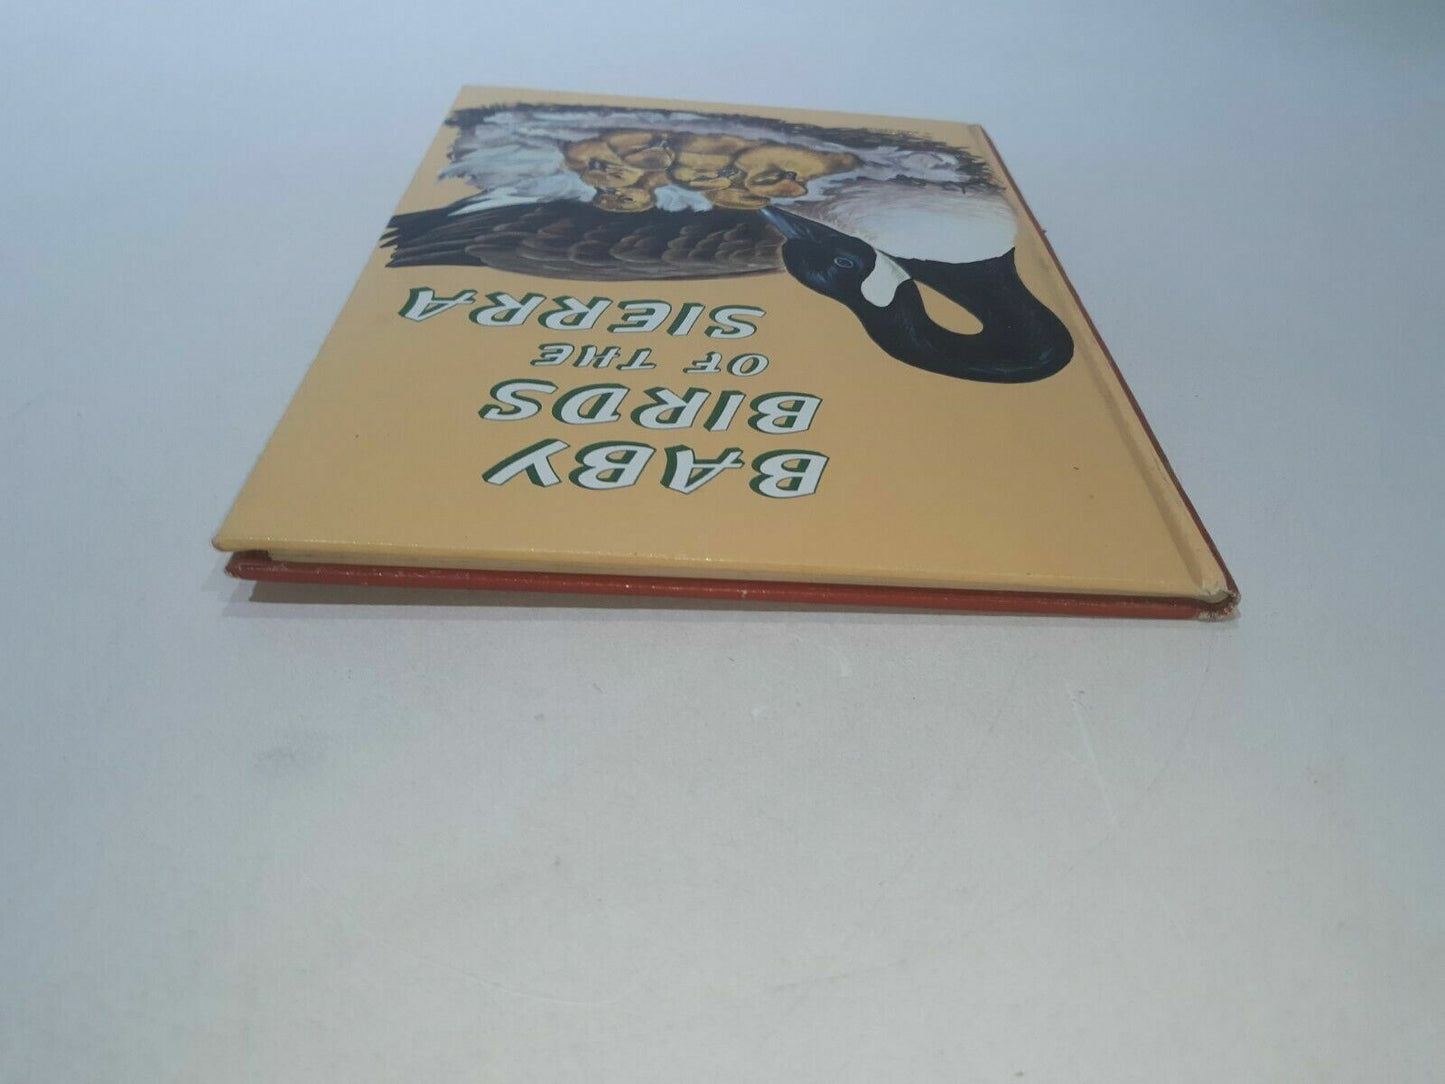 BABY
BIRDS
OF THE
SIERRA